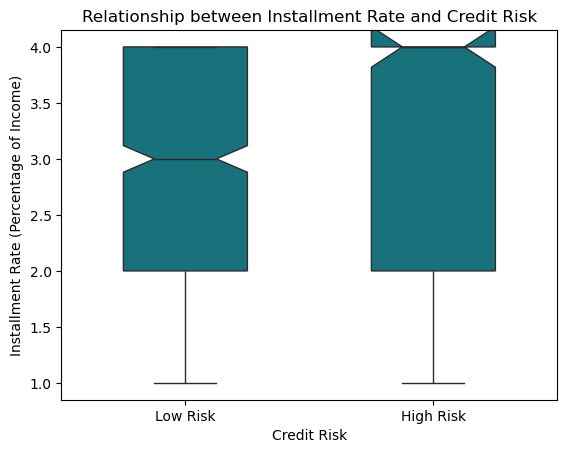 Relationship between Installment Rate and Credit Risk
Installment Rate (Percentage of Income)
4.0
3.5
3.0
2.5
2.0
1.5
1.0
Low Risk
High Risk
Credit Risk